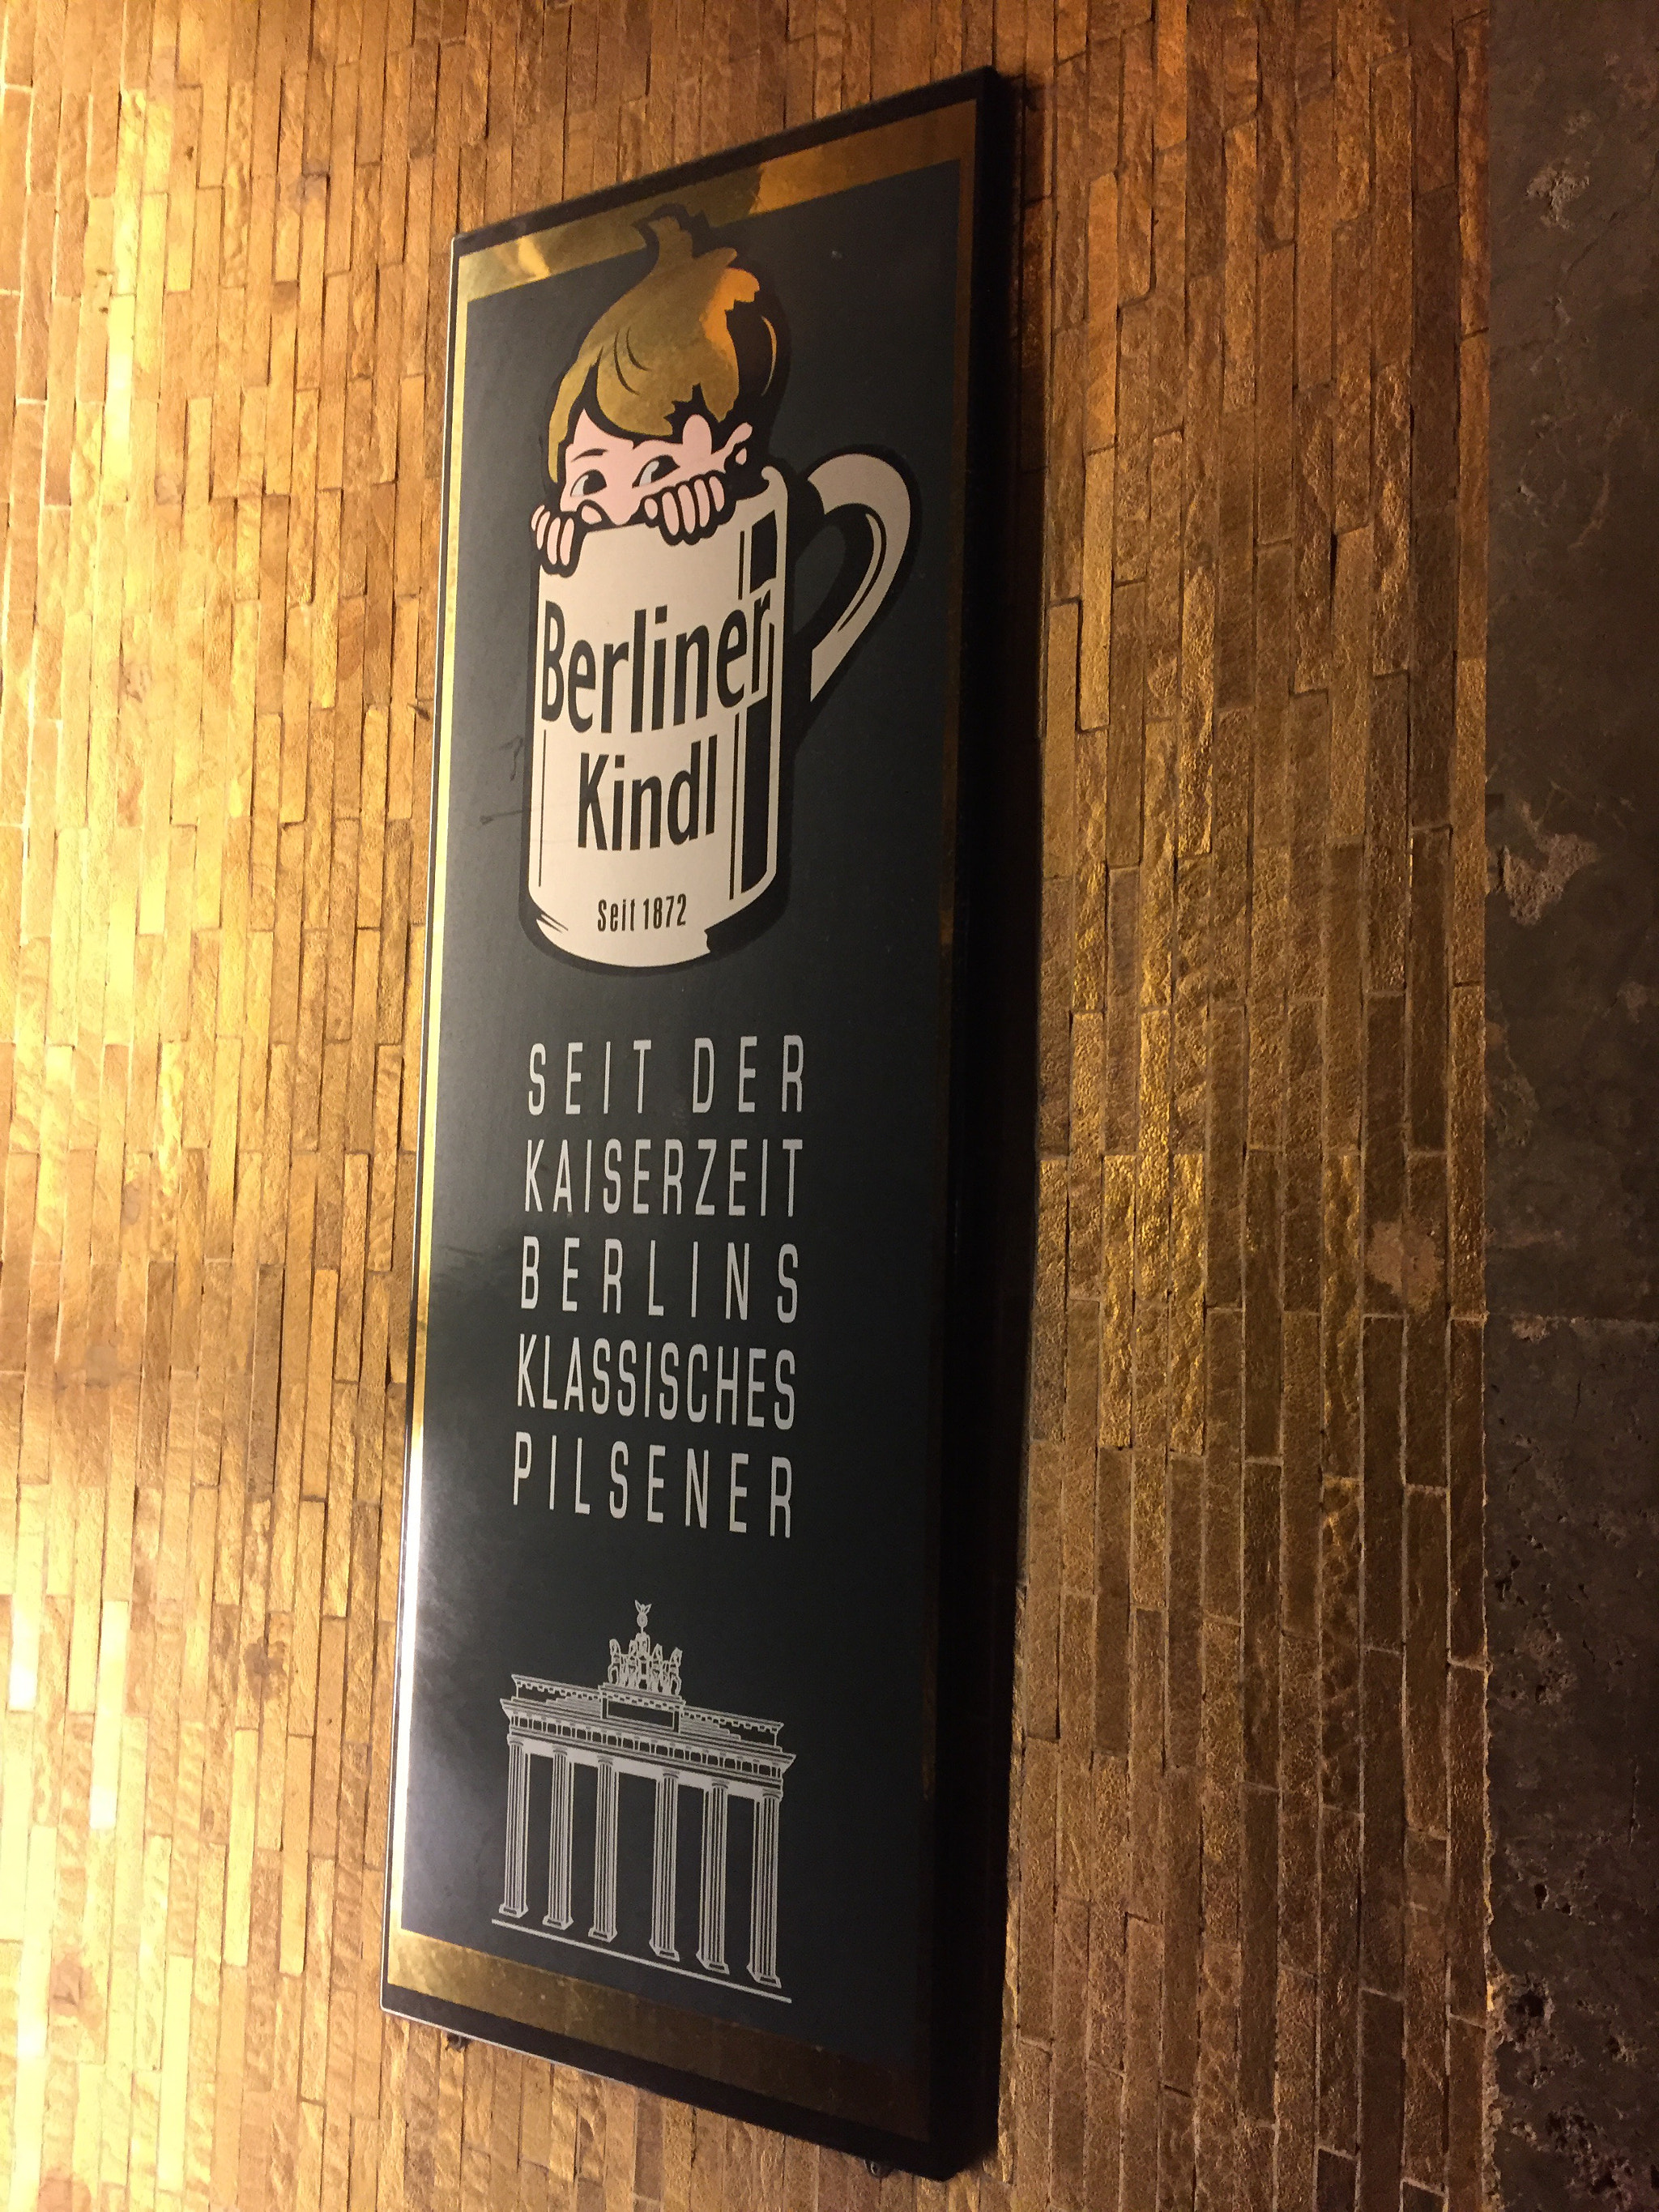 Berliner
Kindl
Seit 1872
SEIT DER
KAISERZEIT
BERLINS
KLASSISCHES
PILSENER